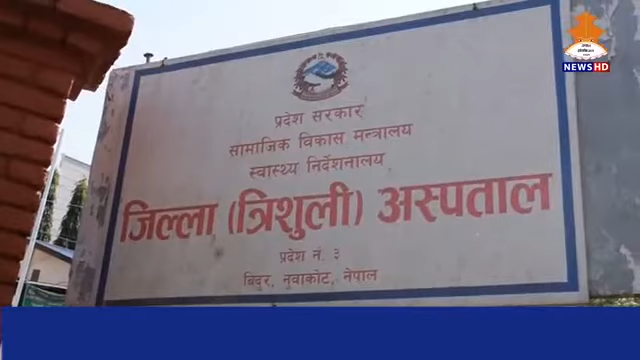 NEWS HD
प्रदेश सरकार
सामाजिक विकास मन्त्रालय
स्वास्थ्य निर्देशनालय
जिल्ला (त्रिशुली) अस्पताल
प्रदेश नं. ३
बिदुर, नुवाकोट, नेपाल